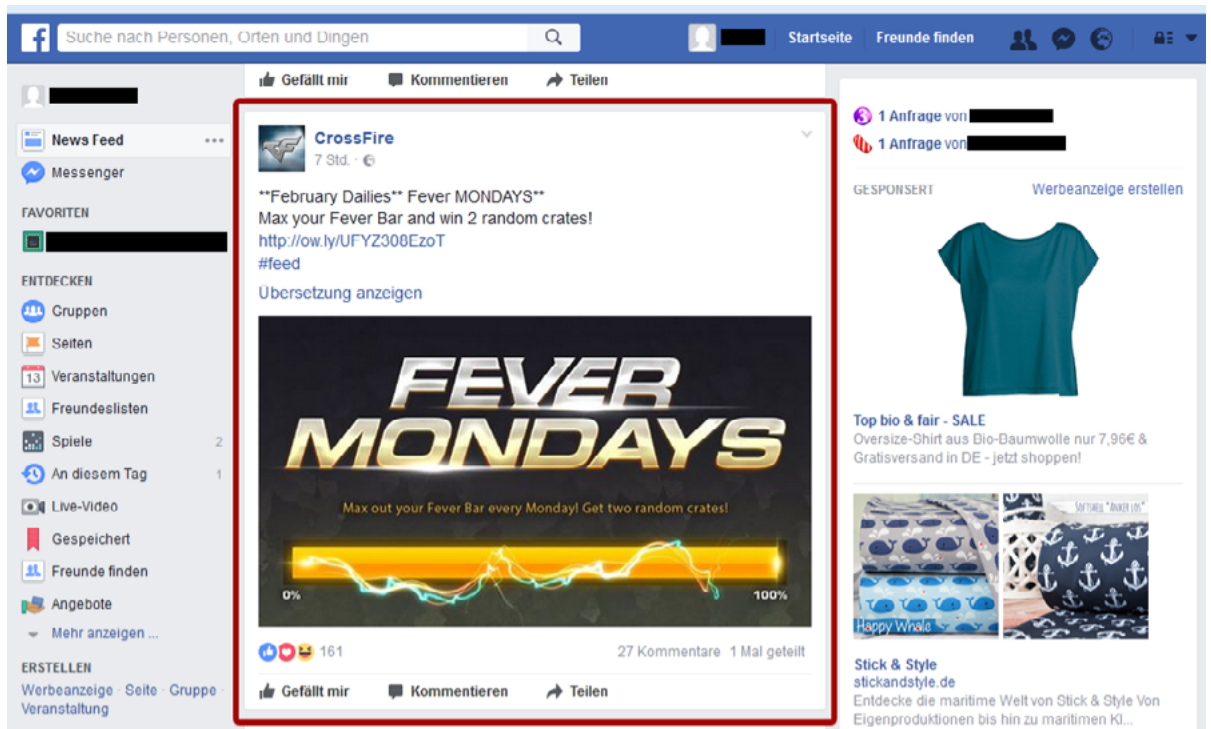 f
Suche nach Personen, Orten und Dingen
Startseite
Freunde finden
News Feed
Messenger
FAVORITEN
ENTDECKEN
Gruppen
Seiten
13
Veranstaltungen
Freundeslisten
Spiele
2
An diesem Tag
1
Live-Video
Gespeichert
Freunde finden
Angebote
Mehr anzeigen ...
ERSTELLEN
Werbeanzeige · Seite · Gruppe ·
Veranstaltung
Gefällt mir
Kommentieren
Teilen
CrossFire
7 Std. ·
**February Dailies** Fever MONDAYS**
Max your Fever Bar and win 2 random crates!
http://ow.ly/UFYZ308EzoT
#feed
Übersetzung anzeigen
FEVER
MONDAYS
Max out your Fever Bar every Monday! Get two random crates!
0%
100%
161
27 Kommentare 1 Mal geteilt
Gefällt mir
Kommentieren
Teilen
3
1 Anfrage von
1 Anfrage von
GESPONSERT
Werbeanzeige erstellen
Top bio & fair - SALE
Oversize-Shirt aus Bio-Baumwolle nur 7,96€ &
Gratisversand in DE - jetzt shoppen!
SOFTSHELL "ANKER LOS"
Happy Whale
Stick & Style
stickandstyle.de
Entdecke die maritime Welt von Stick & Style Von
Eigenproduktionen bis hin zu maritimen Kl...